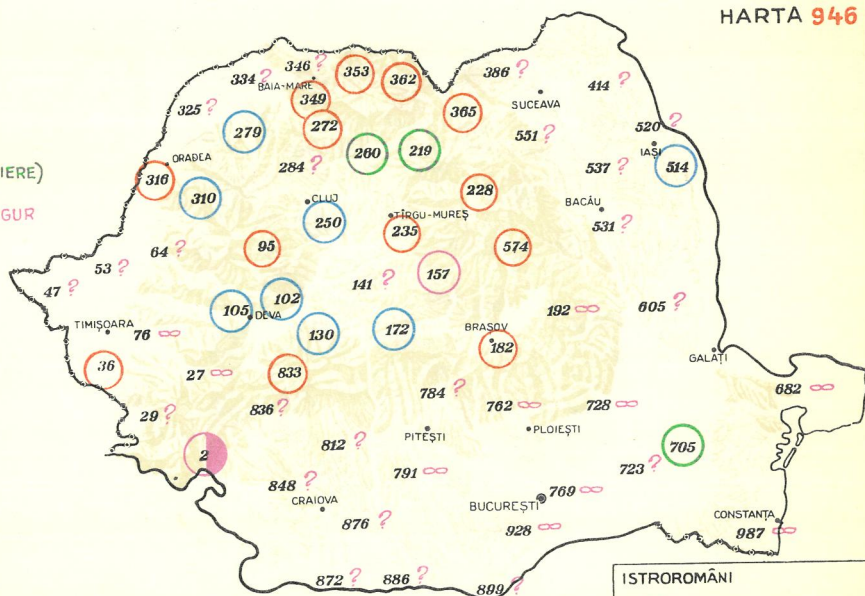 HARTA 946
346 ? 353 362 386 ?
334 ? BAIA-MARE 414 ?
349 SUCEAVA
325 ? 365
279 272 551 ? 520 ?
260 219 IAȘI
IERE) ORADEA 284 ? 537 ? 514
316
310 228 BACĂU
GUR CLUJ TÎRGU-MUREȘ 531 ?
250 235
64 ? 95 574
53 ? 157
47 ? 141 ?
105 102 192 ∞ 605 ?
DEVA
TIMIȘOARA 76 ∞ 130 172 BRAȘOV
182 GALAȚI
36 27 ∞ 833
784 ? 682 ∞
29 ? 836 ? 762 ∞ 728 ∞
812 ? PITEȘTI PLOIEȘTI
2 705
791 ∞ 723 ?
848 ? 769 ∞
CRAIOVA BUCUREȘTI
876 ? 928 ∞ CONSTANȚA
987 ∞
872 ? 886 ? 899 ?
ISTROROMÂNI